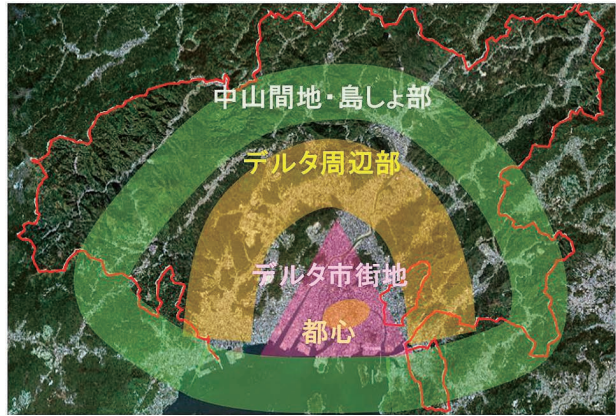 中山間地・島しょ部
デルタ周辺部
デルタ市街地
都心